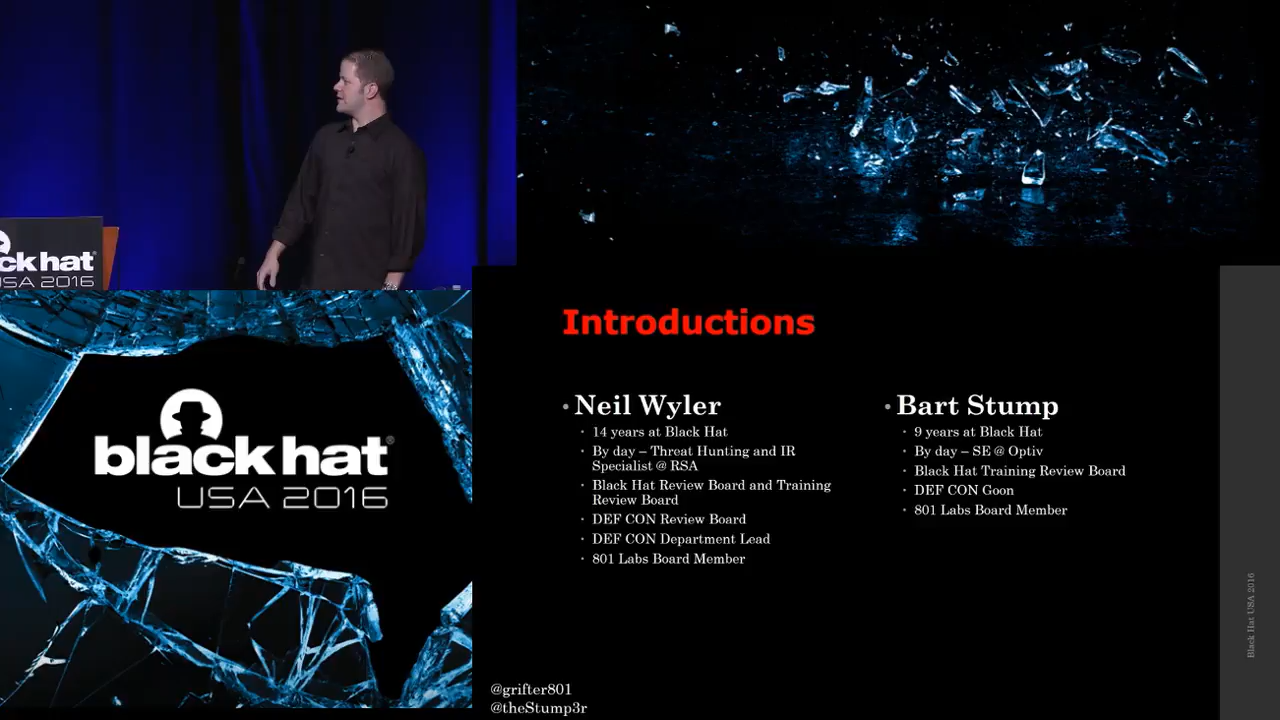 ck hat
USA 2016
black hat®
USA 2016
Introductions
• Neil Wyler
• 14 years at Black Hat
• By day – Threat Hunting and IR
Specialist @ RSA
• Black Hat Review Board and Training
Review Board
• DEF CON Review Board
• DEF CON Department Lead
• 801 Labs Board Member
• Bart Stump
• 9 years at Black Hat
• By day – SE @ Optiv
• Black Hat Training Review Board
• DEF CON Goon
• 801 Labs Board Member
@grifter801
@theStump3r
Black Hat USA 2016